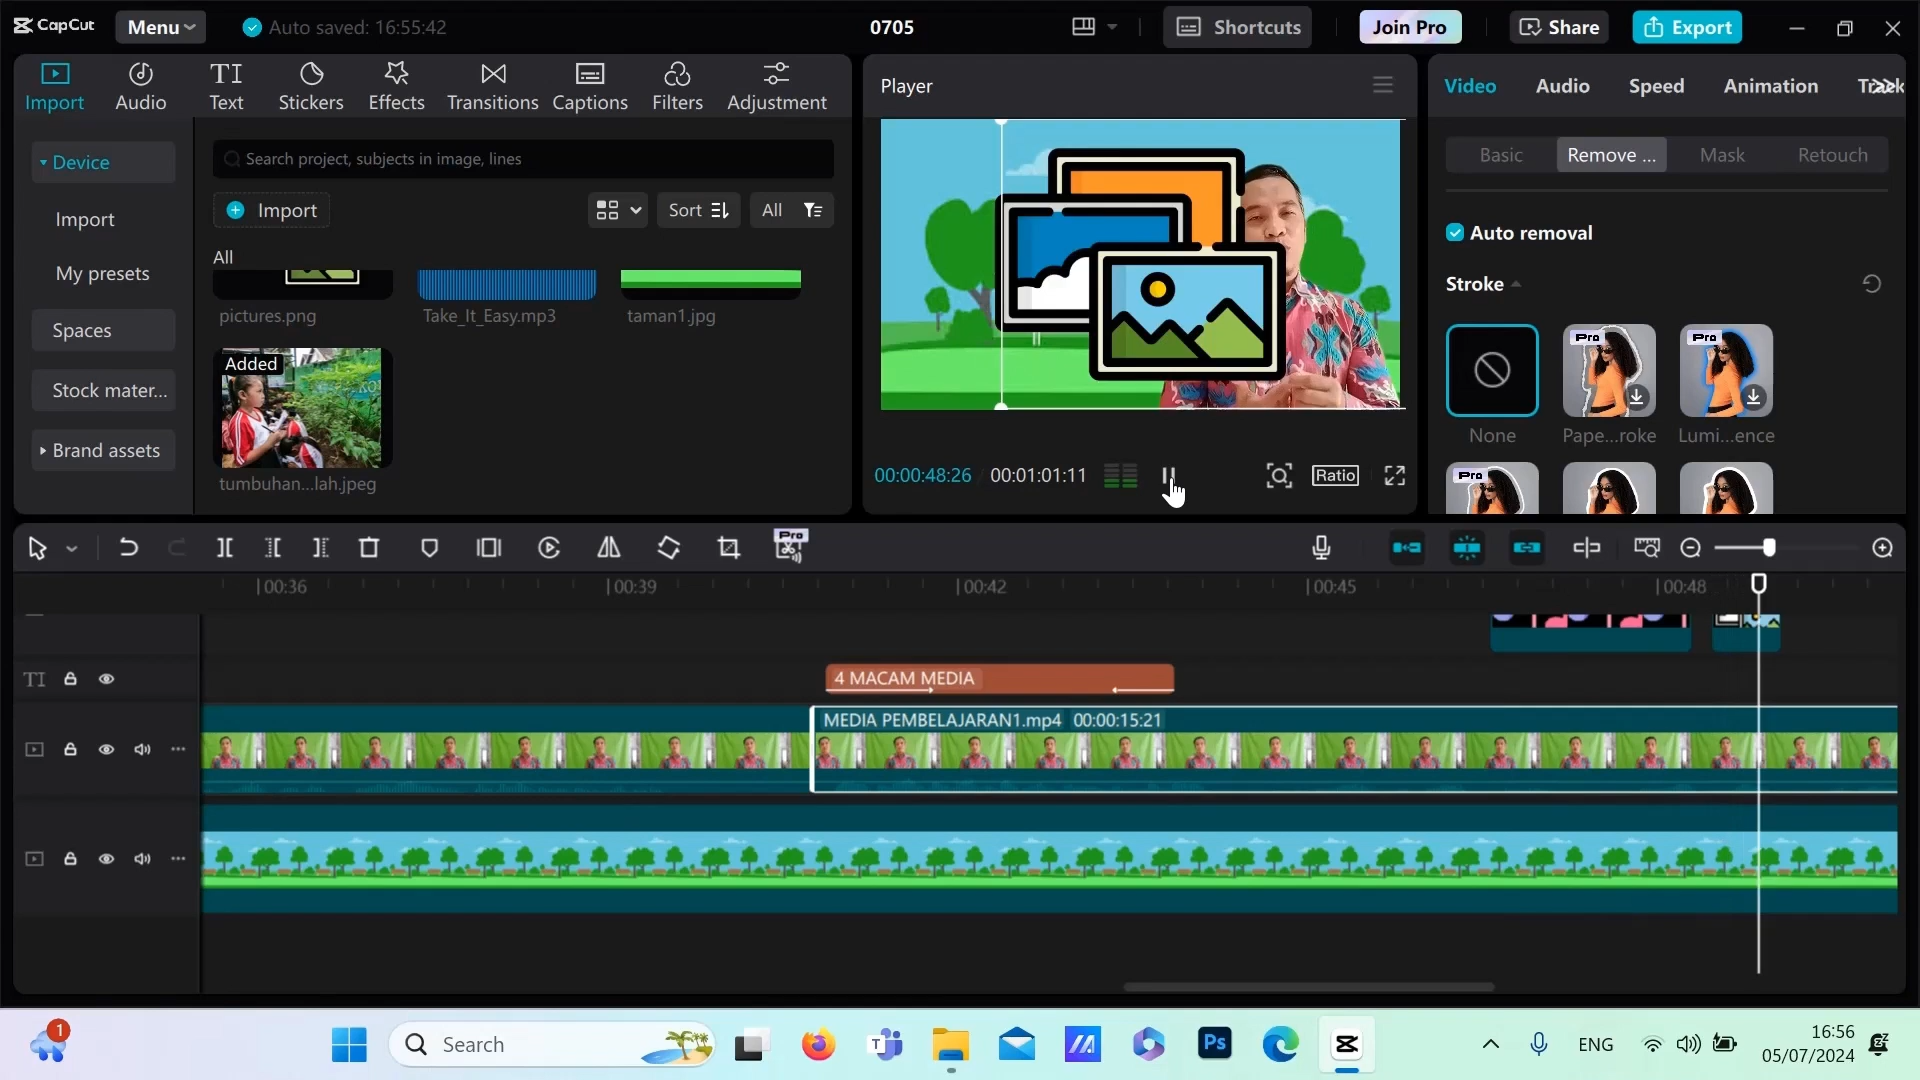 CapCut Menu Auto saved: 16:55:42 0705 Shortcuts Join Pro Share Export
Import Audio Text Stickers Effects Transitions Captions Filters Adjustment
Player
Video Audio Speed Animation Track
Device
Import
My presets
Spaces
Stock mater...
Brand assets
Search project, subjects in image, lines
Import Sort All
All
pictures.png Take_It_Easy.mp3 taman1.jpg
Added
tumbuhan...lah.jpeg
00:00:48:26 00:01:01:11 Ratio
Basic Remove ... Mask Retouch
Auto removal
Stroke
Pro Pro
None Pape...roke Lumi...ence
Pro
Pro
00:36 00:39 00:42 00:45 00:48
TI 4 MACAM MEDIA
MEDIA PEMBELAJARAN1.mp4 00:00:15:21
1 Search Ps ENG 16:56
05/07/2024